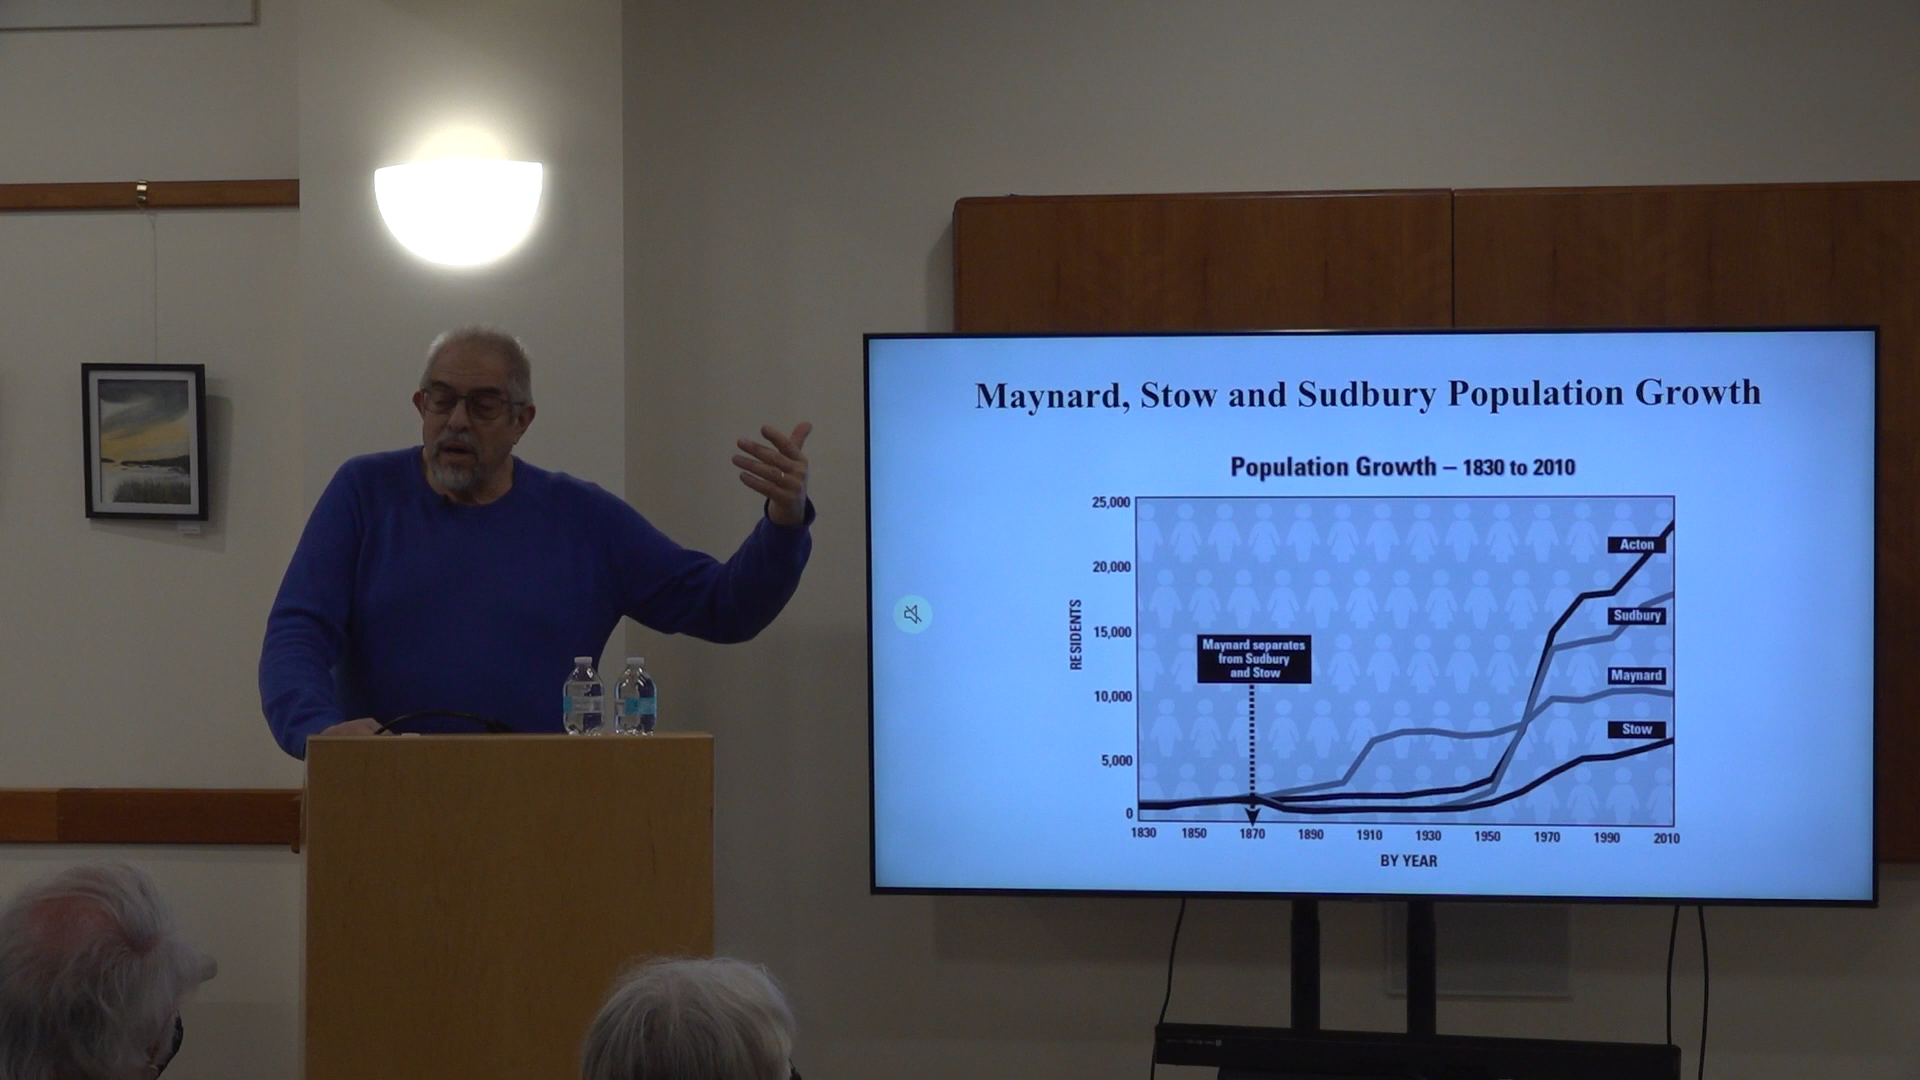 Maynard, Stow and Sudbury Population Growth
Population Growth – 1830 to 2010
25,000
20,000
15,000
10,000
5,000
0
RESIDENTS
Maynard separates
from Sudbury
and Stow
Acton
Sudbury
Maynard
Stow
1830 1850 1870 1890 1910 1930 1950 1970 1990 2010
BY YEAR